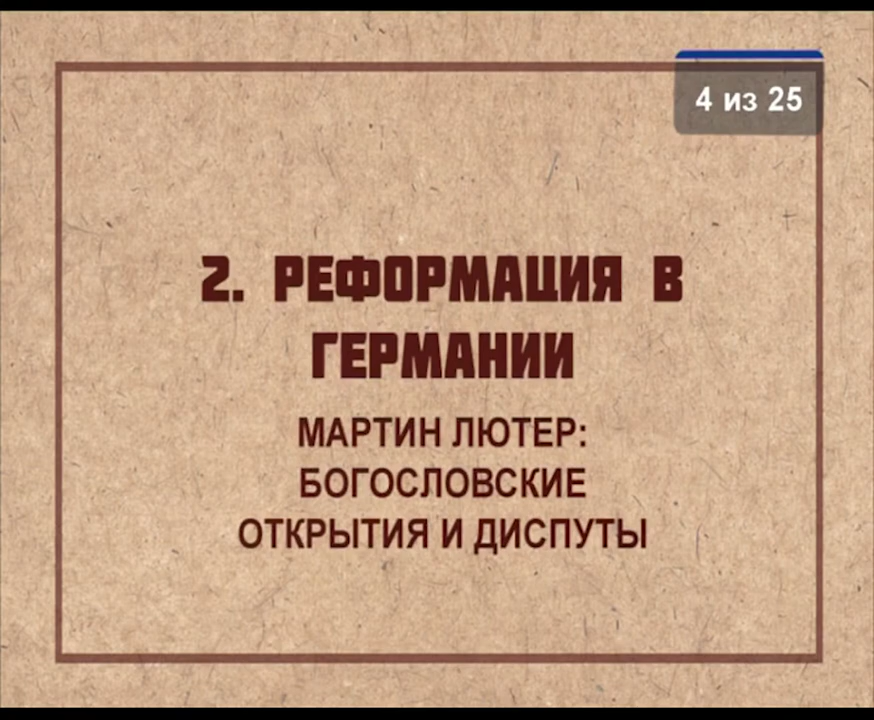 4 из 25
2. РЕФОРМАЦИЯ В
ГЕРМАНИИ
МАРТИН ЛЮТЕР:
БОГОСЛОВСКИЕ
ОТКРЫТИЯ И ДИСПУТЫ